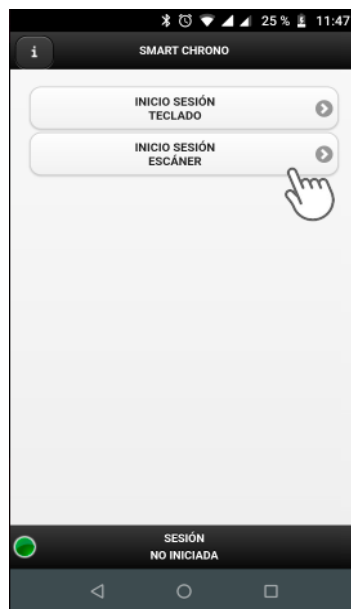 25 % 11:47
i SMART CHRONO
INICIO SESIÓN
TECLADO
INICIO SESIÓN
ESCÁNER
SESIÓN
NO INICIADA